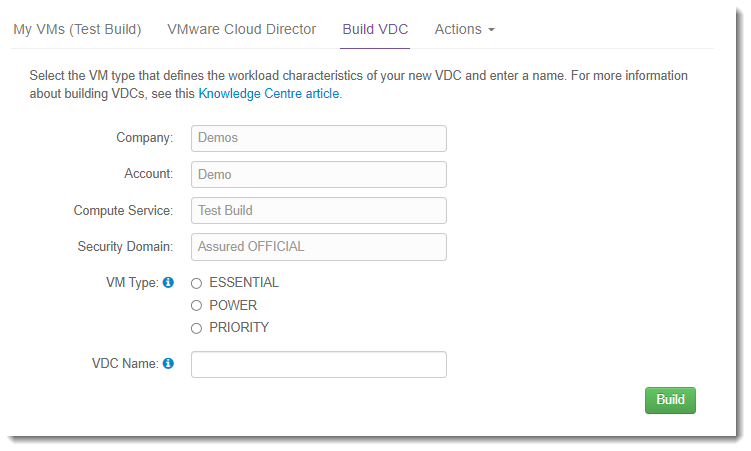 My VMs (Test Build) VMware Cloud Director Build VDC Actions
Select the VM type that defines the workload characteristics of your new VDC and enter a name. For more information
about building VDCs, see this Knowledge Centre article.
Company: Demos
Account: Demo
Compute Service: Test Build
Security Domain: Assured OFFICIAL
VM Type: ESSENTIAL
POWER
PRIORITY
VDC Name:
Build